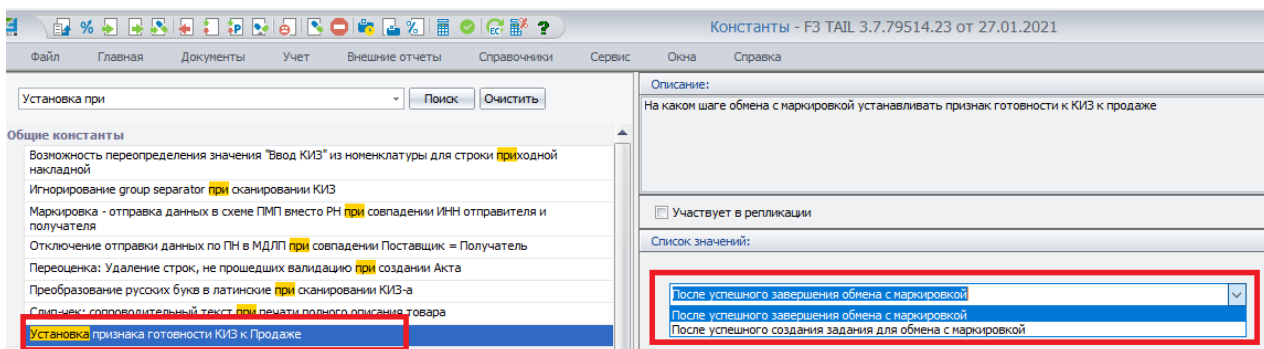 Константы - F3 TAIL 3.7.79514.23 от 27.01.2021
Файл Главная Документы Учет Внешние отчеты Справочники Сервис Окна Справка
Установка при Поиск Очистить
Общие константы
Возможность переопределения значения "Ввод КИЗ" из номенклатуры для строки приходной
накладной
Игнорирование group separator при сканировании КИЗ
Маркировка - отправка данных в схеме ПМП вместо РН при совпадении ИНН отправителя и
получателя
Отключение отправки данных по ПН в МДЛП при совпадении Поставщик = Получатель
Переоценка: Удаление строк, не прошедших валидацию при создании Акта
Преобразование русских букв в латинские при сканировании КИЗ-а
Слип-чек: сопроводительный текст при печати полного описания товара
Установка признака готовности КИЗ к Продаже
Описание:
На каком шаге обмена с маркировкой устанавливать признак готовности к КИЗ к продаже
Участвует в репликации
Список значений:
После успешного завершения обмена с маркировкой
После успешного завершения обмена с маркировкой
После успешного создания задания для обмена с маркировкой